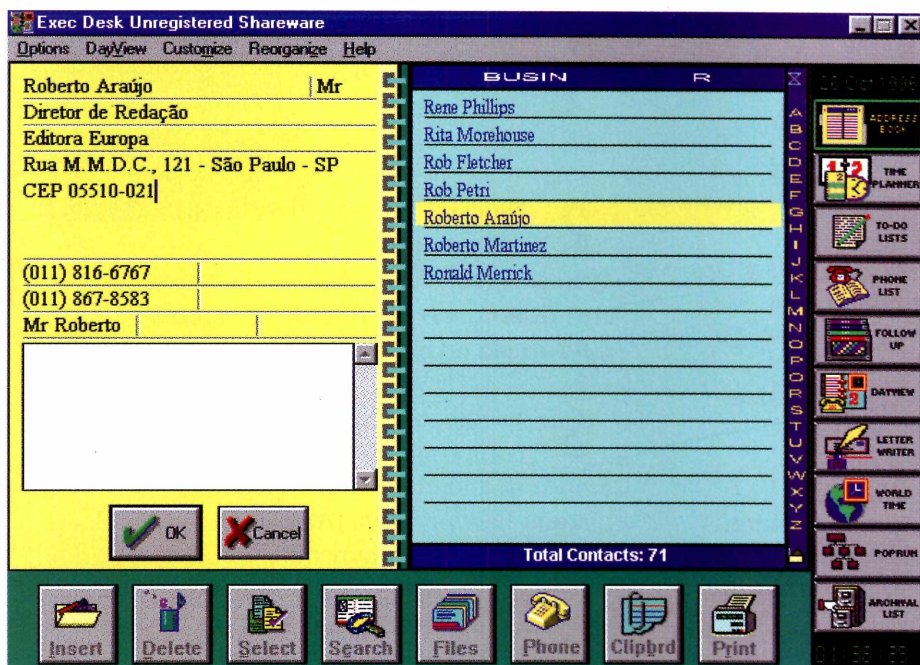 Exec Desk Unregistered Shareware
Options DayView Customize Reorganize Help
Roberto Araújo Mr
Diretor de Redação
Editora Europa
Rua M.M.D.C., 121 - São Paulo - SP
CEP 05510-021
(011) 816-6767
(011) 867-8583
Mr Roberto
OK Cancel
BUSIN R
Rene Phillips
Rita Morehouse
Rob Fletcher
Rob Petri
Roberto Araújo
Roberto Martinez
Ronald Merrick
Total Contacts: 71
A
B
C
D
E
F
G
H
I
J
K
L
M
N
O
P
Q
R
S
T
U
V
W
X
Y
Z
ADDRESS
BOOK
TIME
PLANNER
TO-DO
LISTS
PHONE
LIST
FOLLOW
UP
DAYVIEW
LETTER
WRITER
WORLD
TIME
POPRUN
ARCHIVAL
LIST
Insert Delete Select Search Files Phone Clipbrd Print